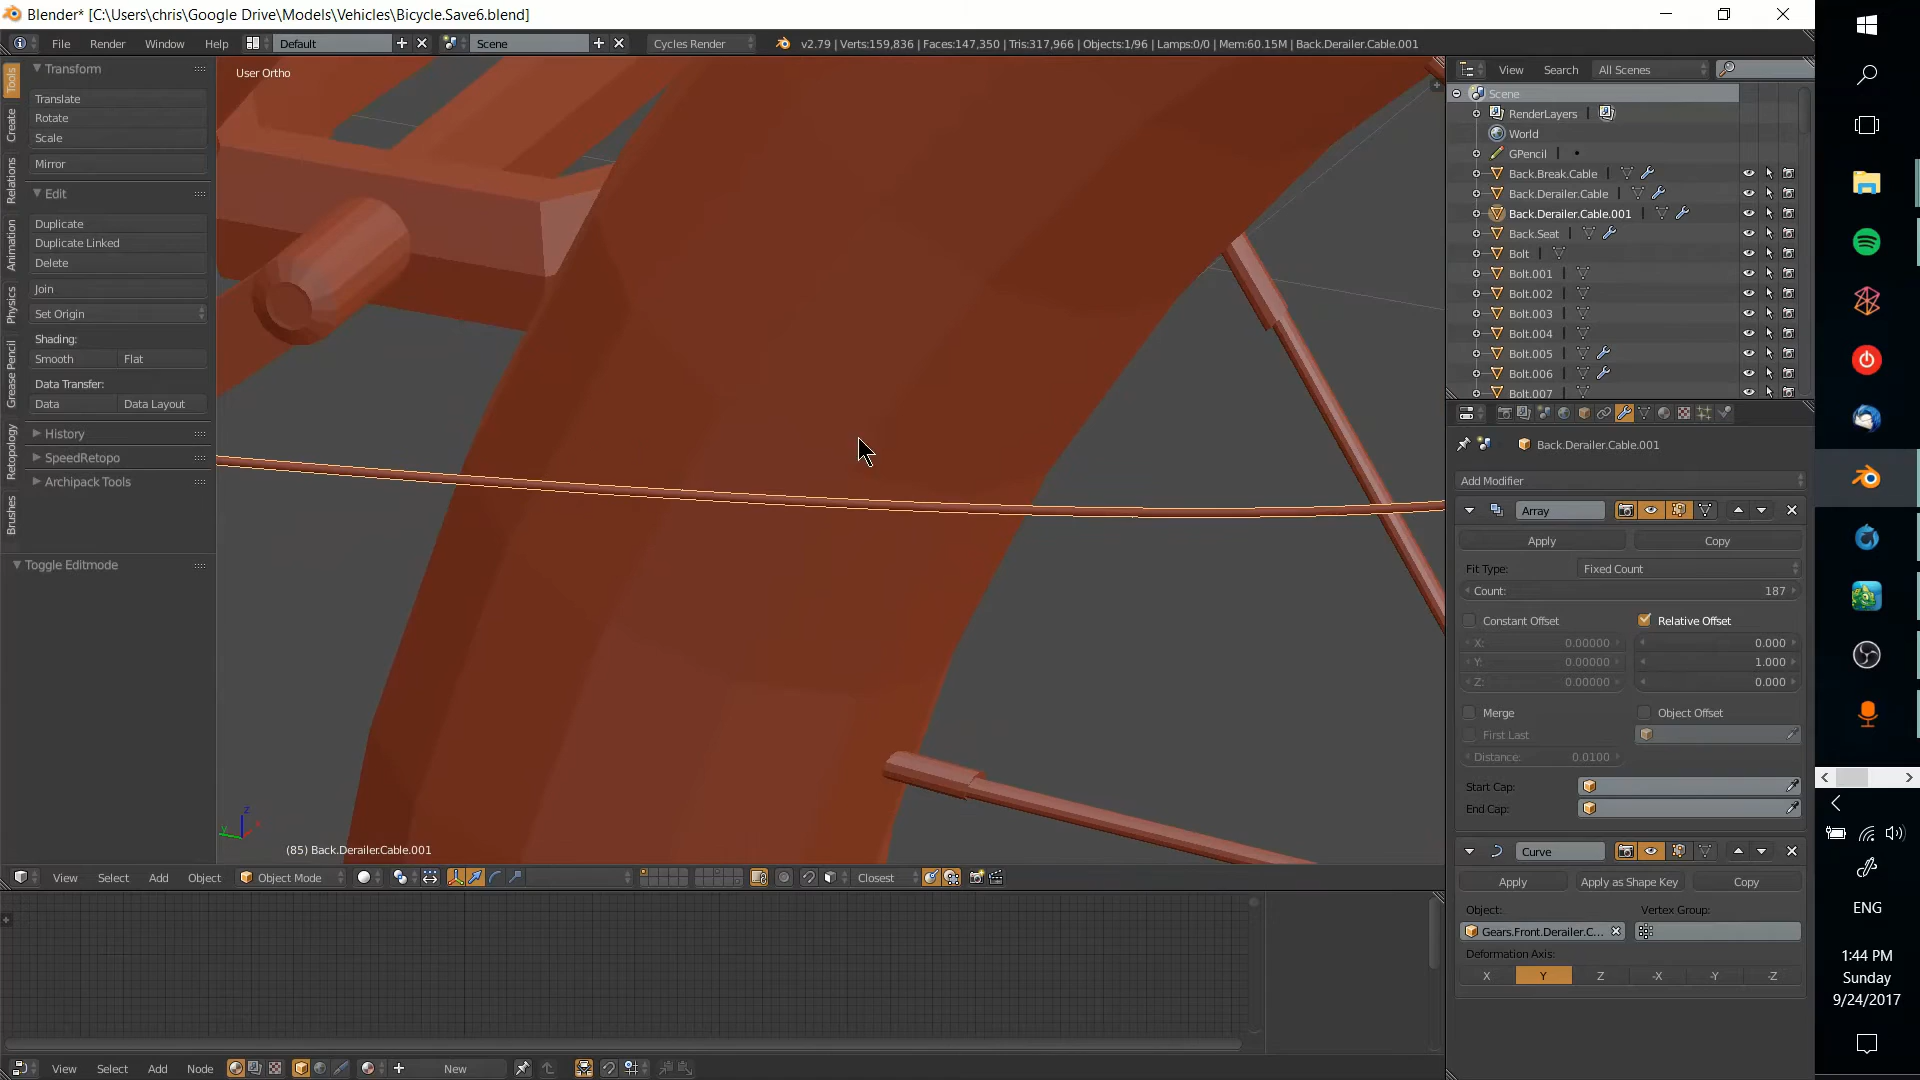 Blender* [C:\Users\chris\Google Drive\Models\Vehicles\Bicycle.Save6.blend]
File Render Window Help Default Scene Cycles Render v2.79 | Verts:159,836 | Faces:147,350 | Tris:317,966 | Objects:1/96 | Lamps:0/0 | Mem:60.15M | Back.Derailer.Cable.001
Tools
Create
Relations
Animation
Physics
Grease Pencil
Retopology
Brushes
Transform
Translate
Rotate
Scale
Mirror
Edit
Duplicate
Duplicate Linked
Delete
Join
Set Origin
Shading:
Smooth Flat
Data Transfer:
Data Data Layout
History
SpeedRetopo
Archipack Tools
Toggle Editmode
User Ortho
z
y
x
(85) Back.Derailer.Cable.001
View Select Add Object Object Mode Closest
View Select Add Node New
View Search All Scenes
Scene
RenderLayers |
World
GPencil |
Back.Break.Cable |
Back.Derailer.Cable |
Back.Derailer.Cable.001 |
Back.Seat |
Bolt |
Bolt.001 |
Bolt.002 |
Bolt.003 |
Bolt.004 |
Bolt.005 |
Bolt.006 |
Bolt.007 |
Back.Derailer.Cable.001
Add Modifier
Array
Apply Copy
Fit Type: Fixed Count
Count: 187
Constant Offset Relative Offset
X: 0.00000 0.000
Y: 0.00000 1.000
Z: 0.00000 0.000
Merge Object Offset
First Last
Distance: 0.0100
Start Cap:
End Cap:
Curve
Apply Apply as Shape Key Copy
Object: Vertex Group:
Gears.Front.Derailer.C...
Deformation Axis:
X Y Z -X -Y -Z
ENG
1:44 PM
Sunday
9/24/2017